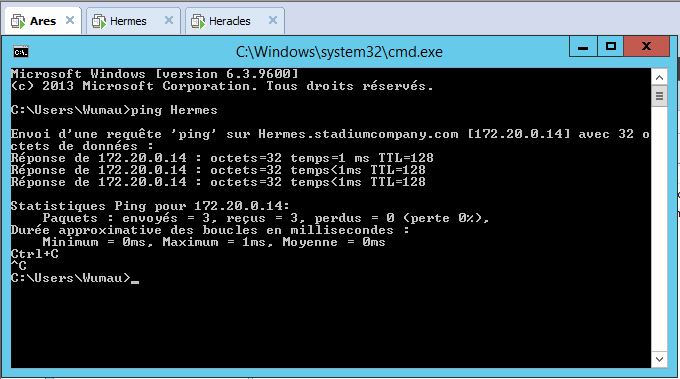 Ares
Hermes
Heracles
C:\Windows\system32\cmd.exe
Microsoft Windows [version 6.3.9600]
(c) 2013 Microsoft Corporation. Tous droits réservés.
C:\Users\Wumau>ping Hermes
Envoi d'une requête 'ping' sur Hermes.stadiumcompany.com [172.20.0.14] avec 32 o
ctets de données :
Réponse de 172.20.0.14 : octets=32 temps=1 ms TTL=128
Réponse de 172.20.0.14 : octets=32 temps<1ms TTL=128
Réponse de 172.20.0.14 : octets=32 temps<1ms TTL=128
Statistiques Ping pour 172.20.0.14:
Paquets : envoyés = 3, reçus = 3, perdus = 0 (perte 0%),
Durée approximative des boucles en millisecondes :
Minimum = 0ms, Maximum = 1ms, Moyenne = 0ms
Ctrl+C
^C
C:\Users\Wumau>_